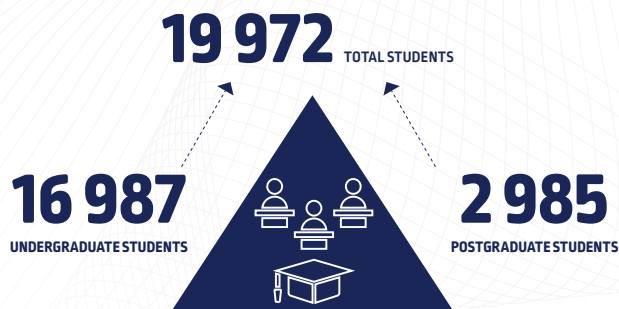 19 972 TOTAL STUDENTS
16 987
UNDERGRADUATE STUDENTS
2 985
POSTGRADUATE STUDENTS